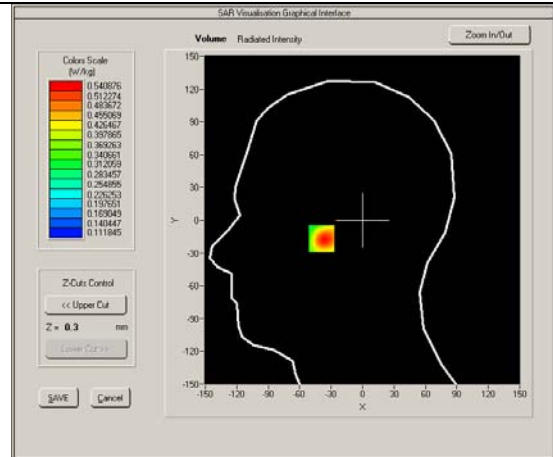 SAR Visualisation Graphical Interface
Volume Radiated Intensity
Zoom In/Out
Colors Scale
(W/kg)
0.540876
0.512274
0.483672
0.455069
0.426467
0.397865
0.369263
0.340661
0.312059
0.283457
0.254855
0.226253
0.197651
0.169049
0.140447
0.111845
Z-Cuts Control
<< Upper Cut
Z = 0.3 mm
SAVE
Cancel
150
120
90
60
30
0
-30
-60
-90
-120
-150
Y
-150 -120 -90 -60 -30 0 30 60 90 120 150
X